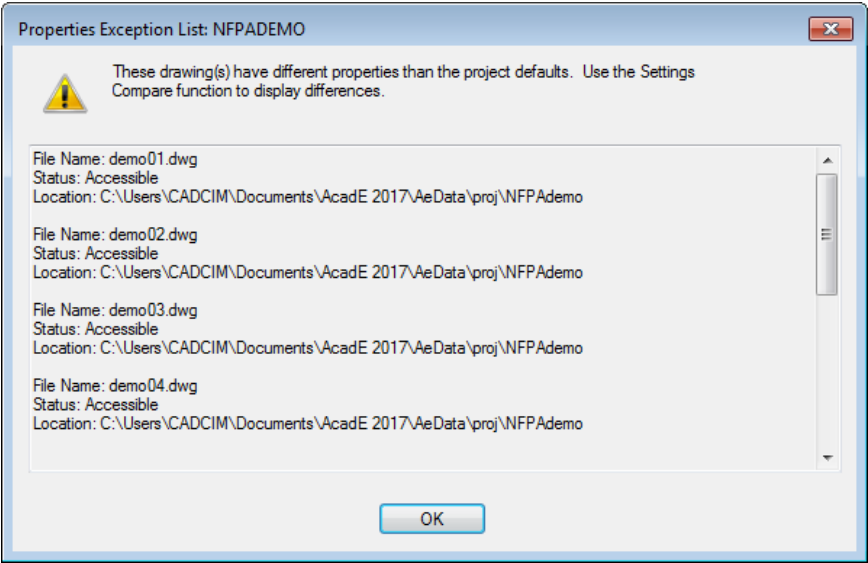 Properties Exception List: NFPADEMO
These drawing(s) have different properties than the project defaults.  Use the Settings
Compare function to display differences.
File Name: demo01.dwg
Status: Accessible
Location: C:\Users\CADCIM\Documents\AcadE 2017\AeData\proj\NFPAdemo
File Name: demo02.dwg
Status: Accessible
Location: C:\Users\CADCIM\Documents\AcadE 2017\AeData\proj\NFPAdemo
File Name: demo03.dwg
Status: Accessible
Location: C:\Users\CADCIM\Documents\AcadE 2017\AeData\proj\NFPAdemo
File Name: demo04.dwg
Status: Accessible
Location: C:\Users\CADCIM\Documents\AcadE 2017\AeData\proj\NFPAdemo
OK